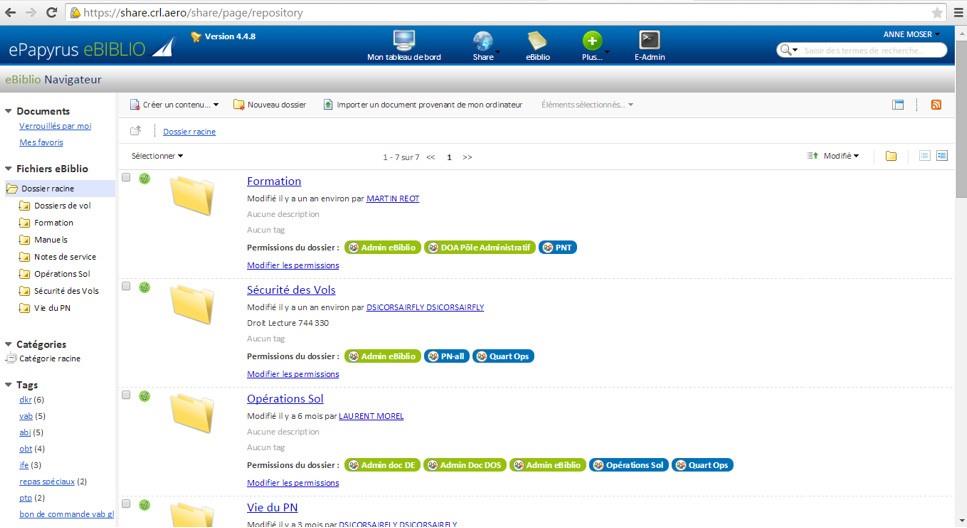 https://share.crl.aero/share/page/repository
ePapyrus eBIBLIO
Version 4.4.8
Mon tableau de bord
Share
eBiblio
Plus...
E-Admin
ANNE MOSER
Saisir des termes de recherche...
eBiblio Navigateur
Documents
Verrouillés par moi
Mes favoris
Fichiers eBiblio
Dossier racine
Dossiers de vol
Formation
Manuels
Notes de service
Opérations Sol
Sécurité des Vols
Vie du PN
Catégories
Catégorie racine
Tags
dkr (6)
vab (5)
abj (5)
obt (4)
ife (3)
repas spéciaux (2)
ptp (2)
bon de commande vab gl
Créer un contenu... Nouveau dossier Importer un document provenant de mon ordinateur Éléments sélectionnés...
Dossier racine
Sélectionner 1 - 7 sur 7 << 1 >> Modifié
Formation
Modifié il y a un an environ par MARTIN REOT
Aucune description
Aucun tag
Permissions du dossier : Admin eBiblio DOA Pôle Administratif PNT
Modifier les permissions
Sécurité des Vols
Modifié il y a un an environ par DSICORSAIRFLY DSICORSAIRFLY
Droit Lecture 744 330
Aucun tag
Permissions du dossier : Admin eBiblio PN-all Quart Ops
Modifier les permissions
Opérations Sol
Modifié il y a 6 mois par LAURENT MOREL
Aucune description
Aucun tag
Permissions du dossier : Admin doc DE Admin Doc DOS Admin eBiblio Opérations Sol Quart Ops
Modifier les permissions
Vie du PN
Modifié il y a 3 mois par DSICORSAIRFLY DSICORSAIRFLY